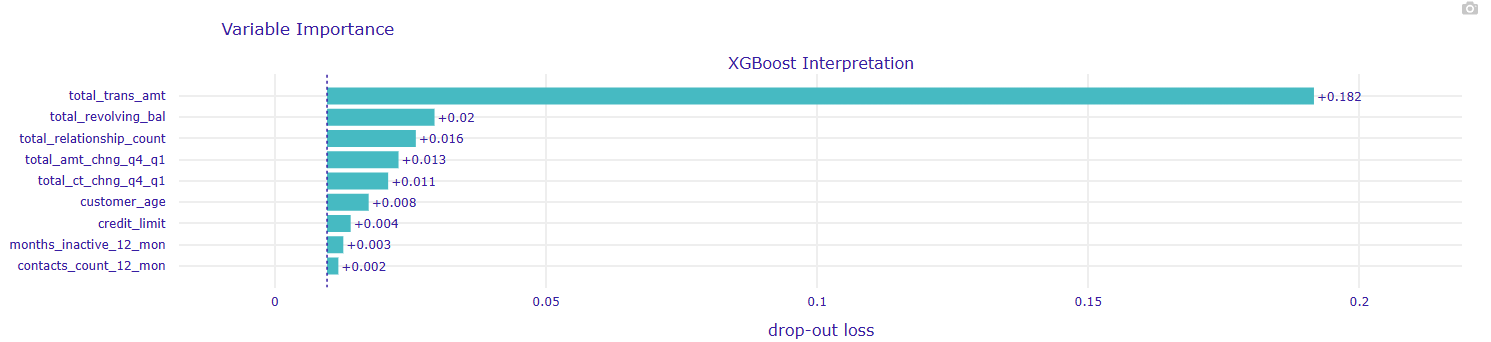 Variable Importance
XGBoost Interpretation
total_trans_amt +0.182
total_revolving_bal +0.02
total_relationship_count +0.016
total_amt_chng_q4_q1 +0.013
total_ct_chng_q4_q1 +0.011
customer_age +0.008
credit_limit +0.004
months_inactive_12_mon +0.003
contacts_count_12_mon +0.002
0 0.05 0.1 0.15 0.2
drop-out loss